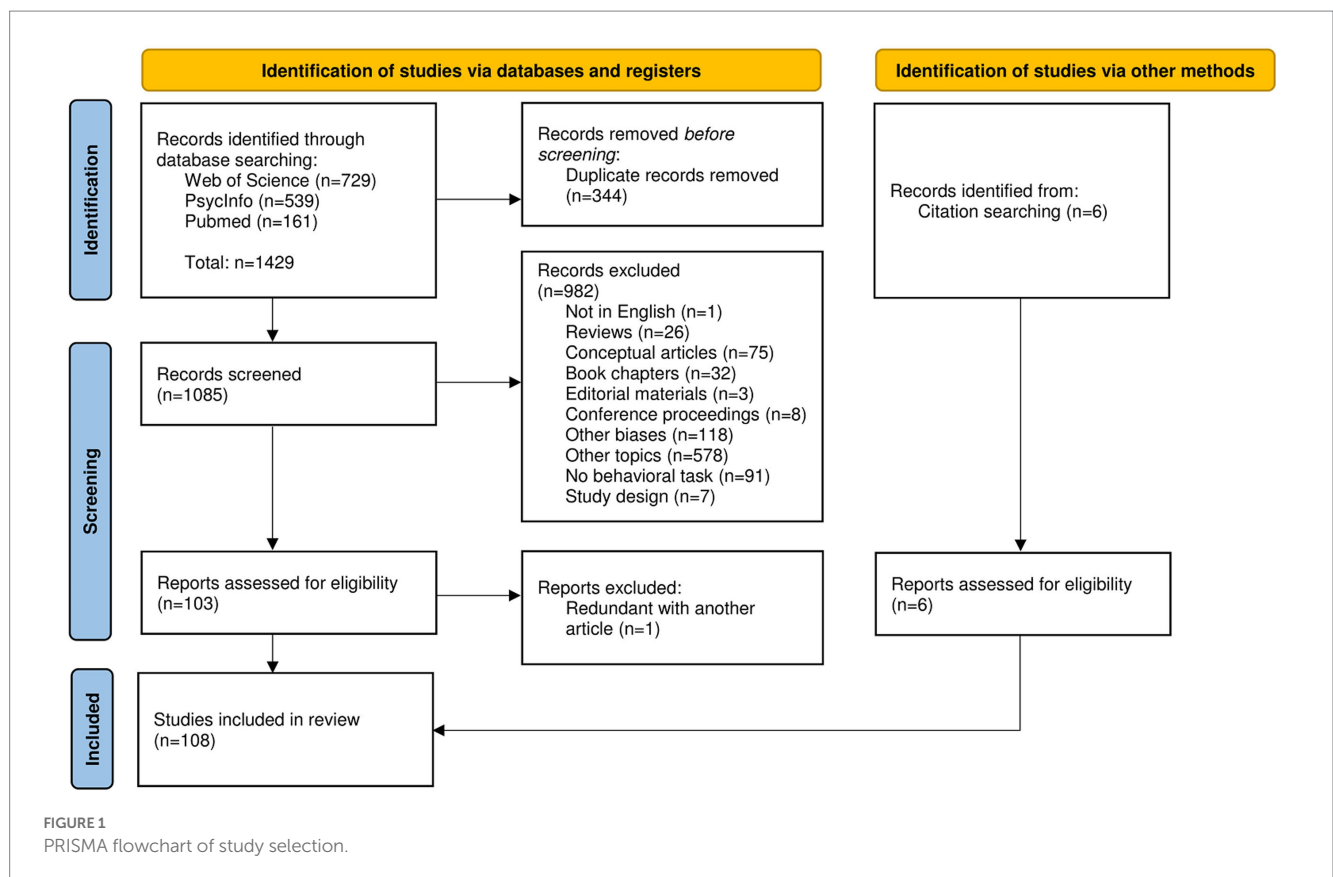 Identification of studies via databases and registers
Identification of studies via other methods
Identification
Records identified through
database searching:
Web of Science (n=729)
PsycInfo (n=539)
Pubmed (n=161)
Total: n=1429
Records removed before
screening:
Duplicate records removed
(n=344)
Records identified from:
Citation searching (n=6)
Screening
Records screened
(n=1085)
Records excluded
(n=982)
Not in English (n=1)
Reviews (n=26)
Conceptual articles (n=75)
Book chapters (n=32)
Editorial materials (n=3)
Conference proceedings (n=8)
Other biases (n=118)
Other topics (n=578)
No behavioral task (n=91)
Study design (n=7)
Reports assessed for eligibility
(n=103)
Reports excluded:
Redundant with another
article (n=1)
Reports assessed for eligibility
(n=6)
Included
Studies included in review
(n=108)
FIGURE 1
PRISMA flowchart of study selection.